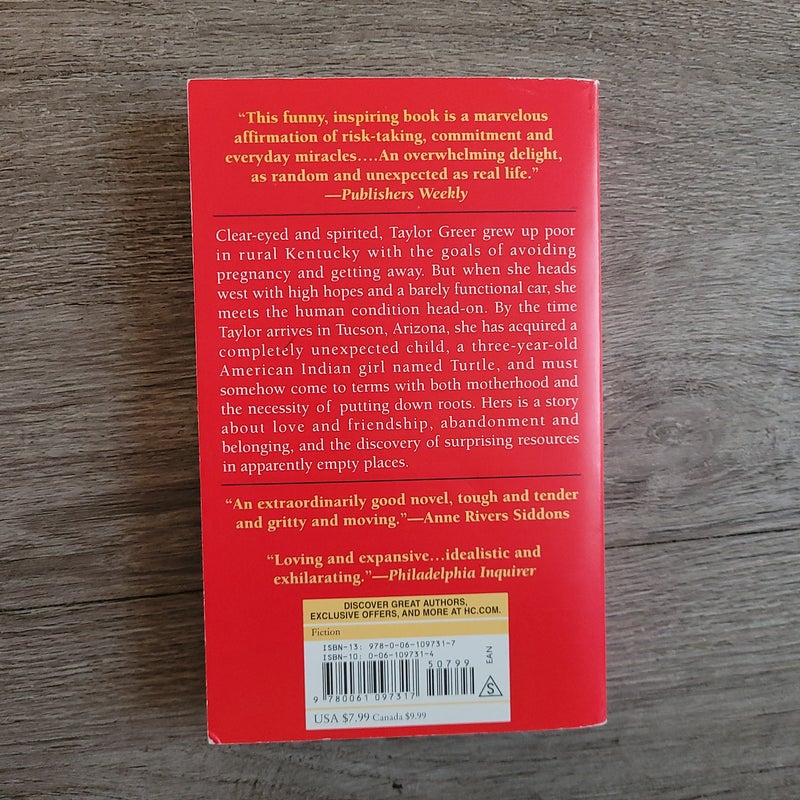 “This funny, inspiring book is a marvelous
affirmation of risk-taking, commitment and
everyday miracles….An overwhelming delight,
as random and unexpected as real life.”
—Publishers Weekly
Clear-eyed and spirited, Taylor Greer grew up poor
in rural Kentucky with the goals of avoiding
pregnancy and getting away. But when she heads
west with high hopes and a barely functional car, she
meets the human condition head-on. By the time
Taylor arrives in Tucson, Arizona, she has acquired a
completely unexpected child, a three-year-old
American Indian girl named Turtle, and must
somehow come to terms with both motherhood and
the necessity of putting down roots. Hers is a story
about love and friendship, abandonment and
belonging, and the discovery of surprising resources
in apparently empty places.
“An extraordinarily good novel, tough and tender
and gritty and moving.”—Anne Rivers Siddons
“Loving and expansive…idealistic and
exhilarating.”—Philadelphia Inquirer
DISCOVER GREAT AUTHORS,
EXCLUSIVE OFFERS, AND MORE AT HC.COM.
Fiction
ISBN-13: 978-0-06-109731-7
ISBN-10: 0-06-109731-4
50799
EAN
S
9 780061 097317
USA $7.99 Canada $9.99